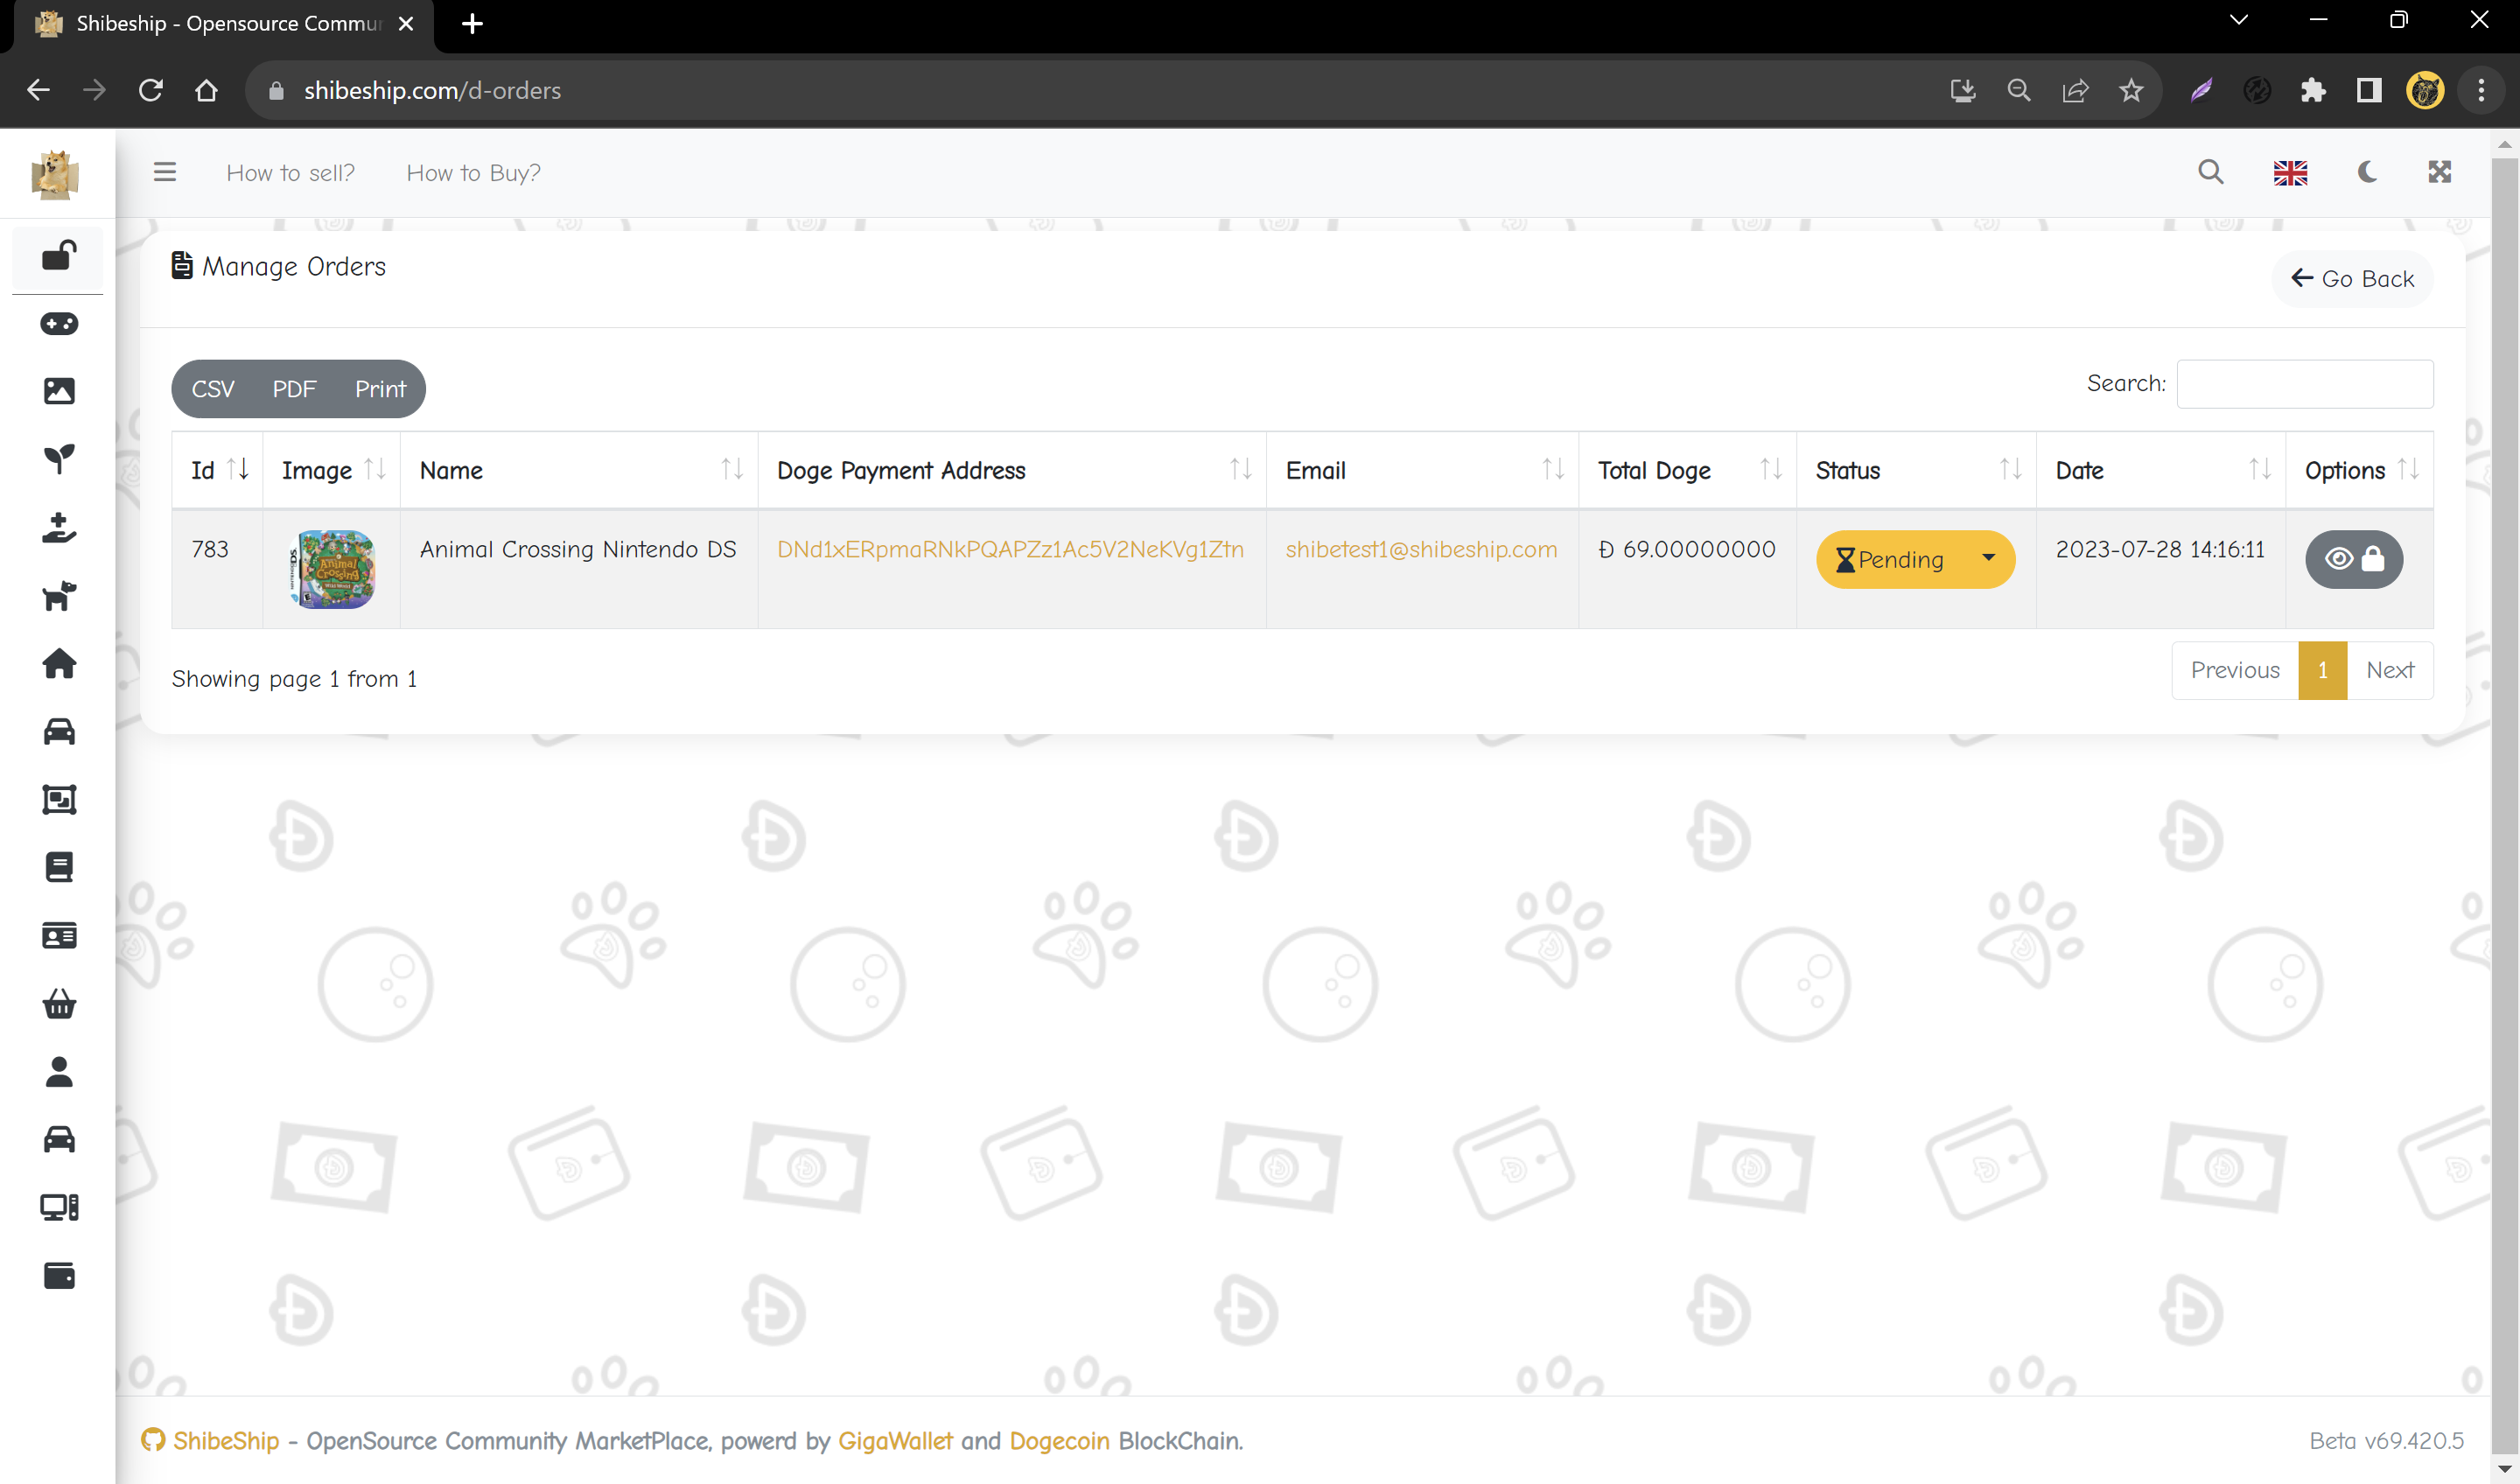 Shibeship - Opensource Commun
shibeship.com/d-orders
How to sell? How to Buy?
Manage Orders
Go Back
CSV PDF Print
Search:
Id Image Name Doge Payment Address Email Total Doge Status Date Options
783 Animal Crossing Nintendo DS DNd1xERpmaRNkPQAPZz1Ac5V2NeKVg1Ztn shibetest1@shibeship.com Ð 69.00000000 Pending 2023-07-28 14:16:11
Animal
Crossing
Showing page 1 from 1
Previous 1 Next
ShibeShip - OpenSource Community MarketPlace, powerd by GigaWallet and Dogecoin BlockChain.
Beta v69.420.5